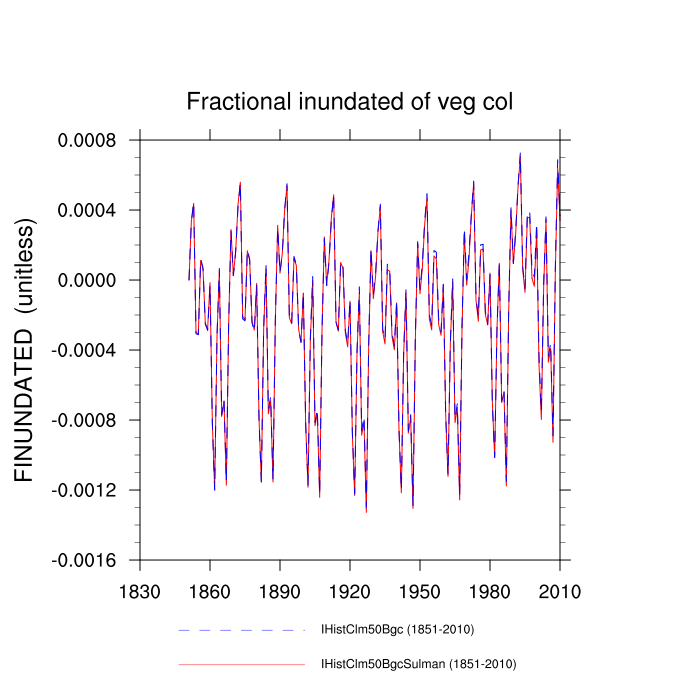 Fractional inundated of veg col
FINUNDATED (unitless)
0.0008
0.0004
0.0000
-0.0004
-0.0008
-0.0012
-0.0016
1830 1860 1890 1920 1950 1980 2010
IHistClm50Bgc (1851-2010)
IHistClm50BgcSulman (1851-2010)